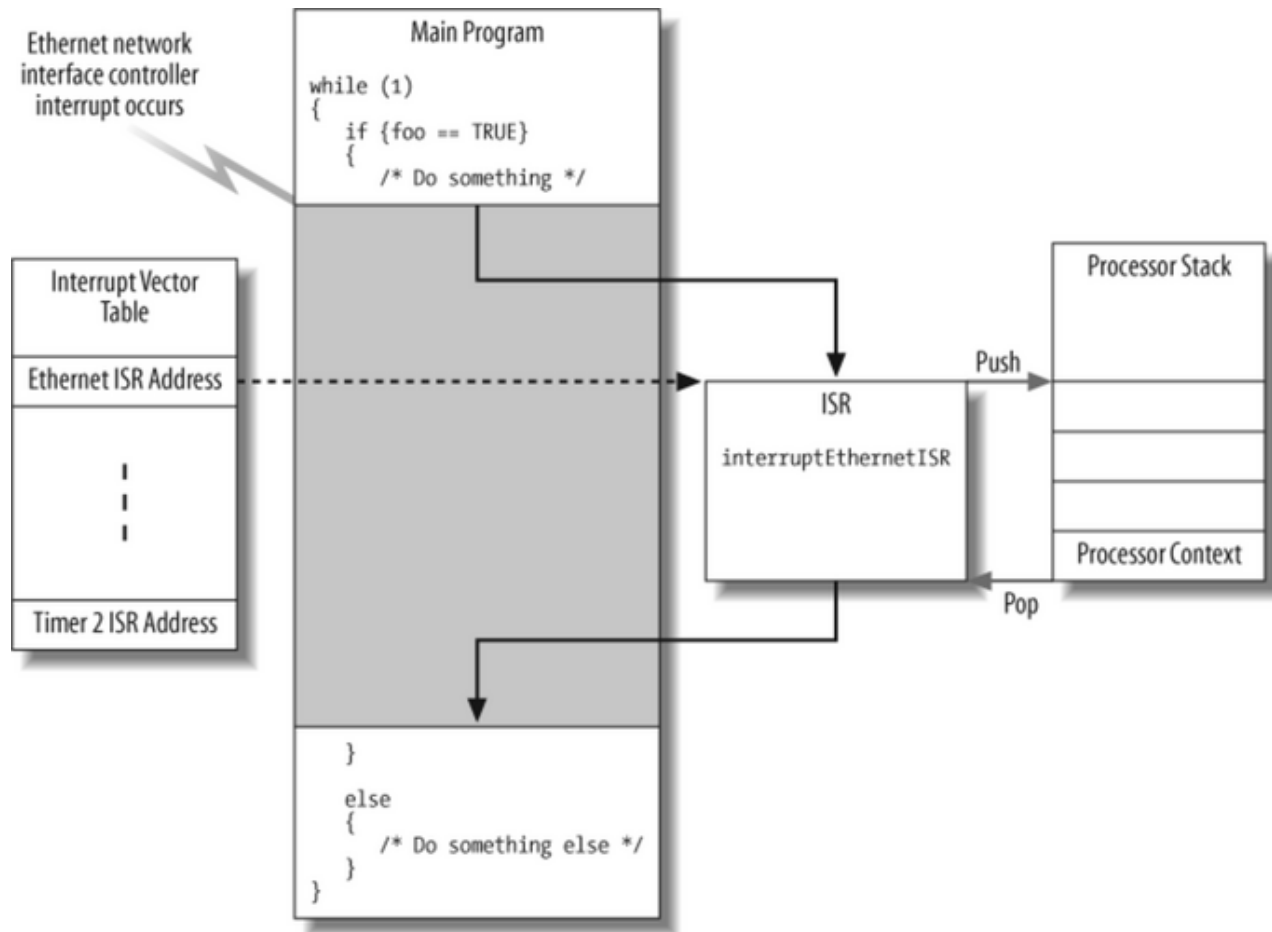 Ethernet network
interface controller
interrupt occurs
Main Program
while (1)
{
if {foo == TRUE}
{
/* Do something */
Interrupt Vector
Table
Ethernet ISR Address
Timer 2 ISR Address
ISR
interruptEthernetISR
Push
Pop
Processor Stack
Processor Context
}
else
{
/* Do something else */
}
}